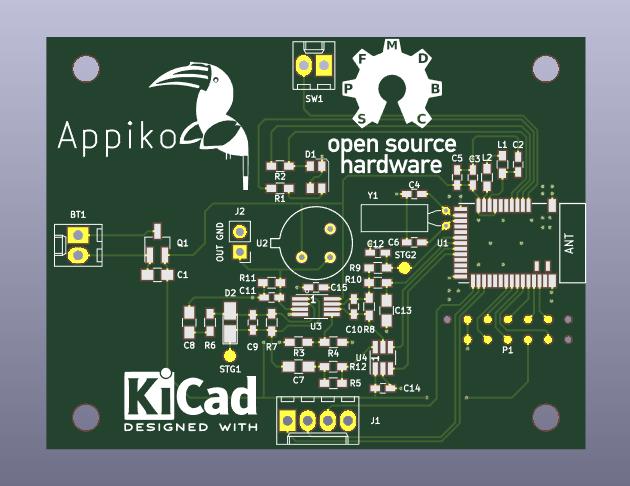 M
F D
P B
S C
SW1
Appiko
open source
hardware
D1
R2
R1
C5 C3 L2 L1 C2
C4
Y1
BT1
J2
OUT GND
U2
Q1
C1
C12
C6
U1
STG2
ANT
R9
R10
R11
C11
C15
D2
1
U3
C13
C10 R8
C8 R6
C9 R7
STG1
R3 R4
U4
1
R12
C7
R5
C14
P1
KiCad
DESIGNED WITH
J1